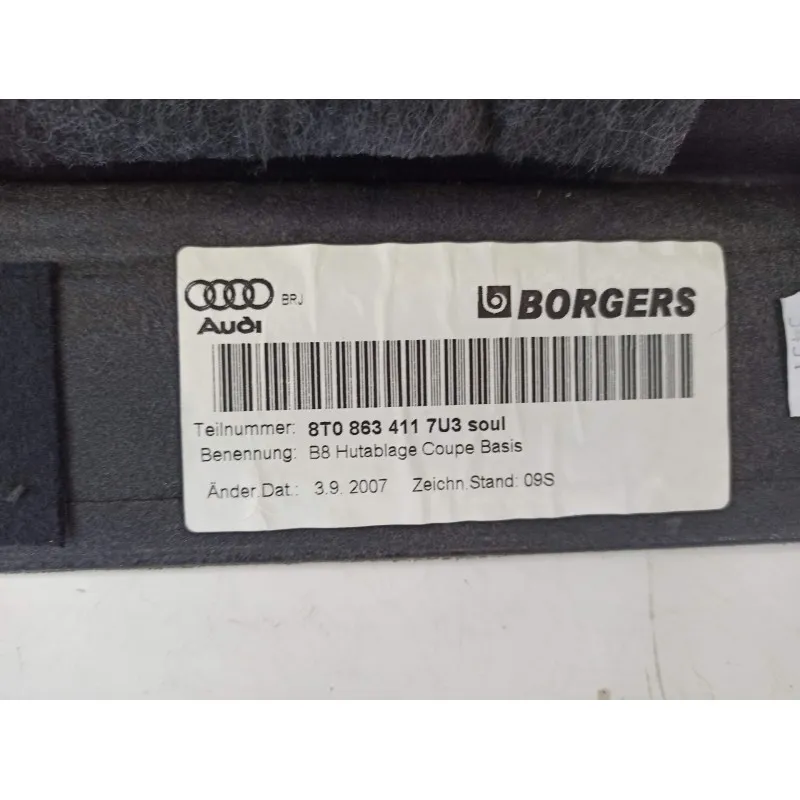 Audi BRJ BORGERS
Teilnummer: 8T0 863 411 7U3 soul
Benennung: B8 Hutablage Coupe Basis
Änder.Dat.: 3.9. 2007 Zeichn.Stand: 09S